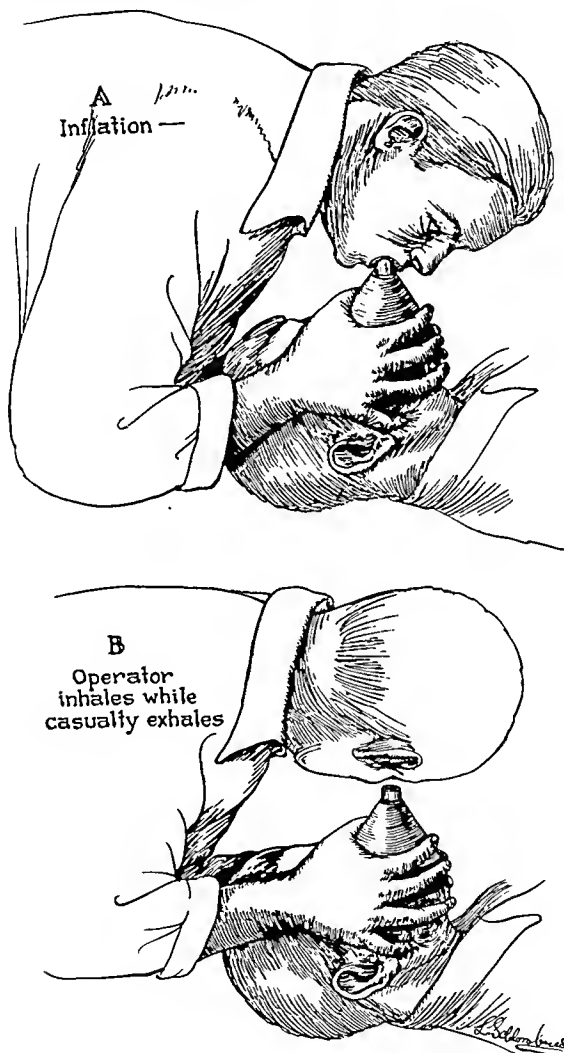 A
Inflation —
B
Operator
inhales while
casualty exhales